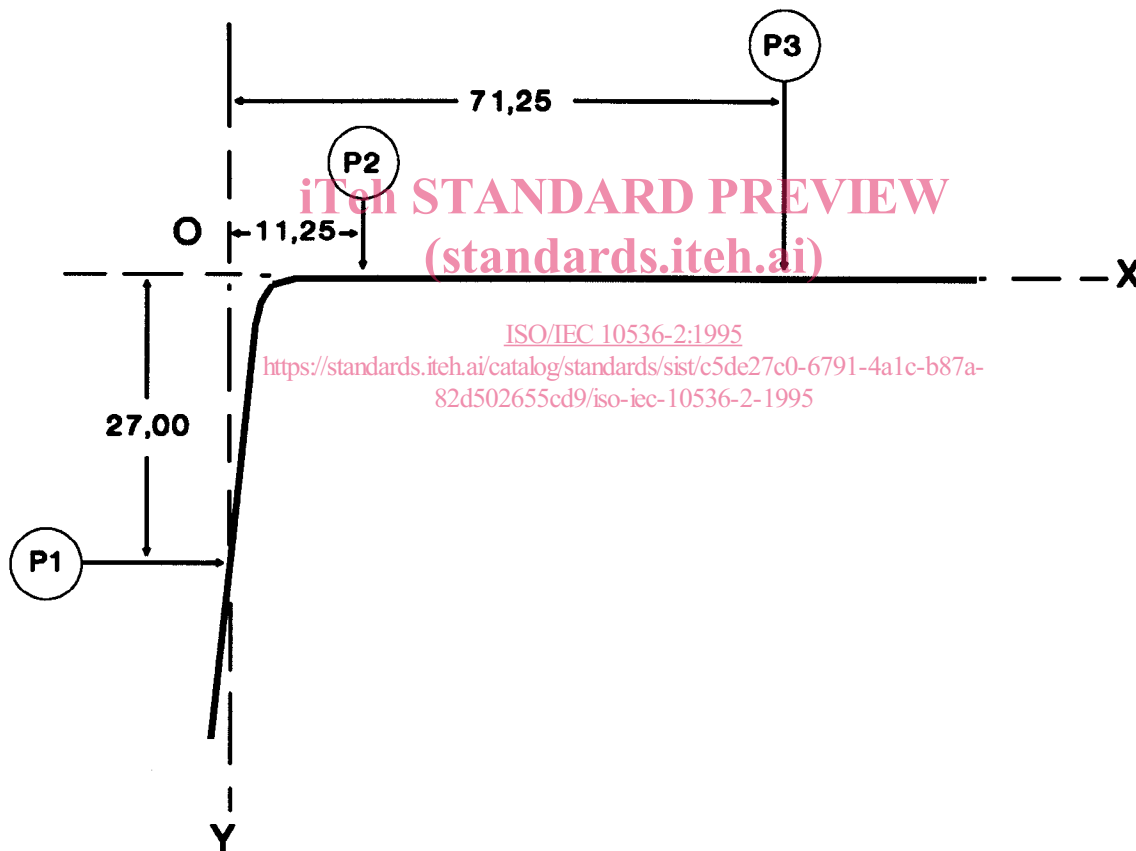 P3
71,25
P2
iTeh STANDARD PREVIEW
O
11,25
(standards.iteh.ai)
X
ISO/IEC 10536-2:1995
https://standards.iteh.ai/catalog/standards/sist/c5de27c0-6791-4a1c-b87a-
82d502655cd9/iso-iec-10536-2-1995
27,00
P1
Y